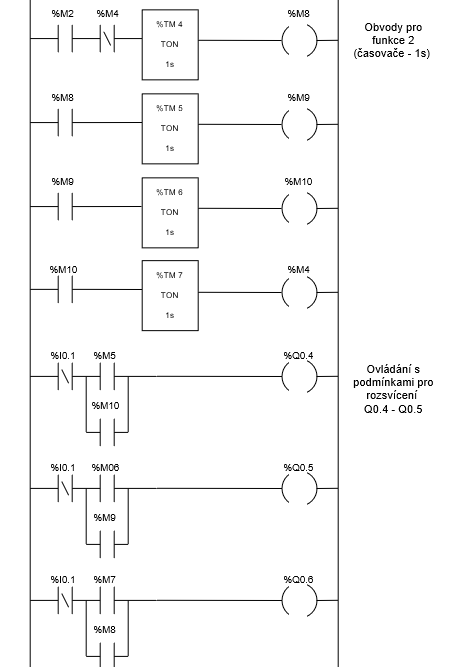 %M2 %M4 %TM 4 %M8
TON
1s
Obvody pro
funkce 2
(časovače - 1s)
%M8 %TM 5 %M9
TON
1s
%M9 %TM 6 %M10
TON
1s
%M10 %TM 7 %M4
TON
1s
%I0.1 %M5 %Q0.4
%M10
Ovládání s
podmínkami pro
rozsvícení
Q0.4 - Q0.5
%I0.1 %M06 %Q0.5
%M9
%I0.1 %M7 %Q0.6
%M8